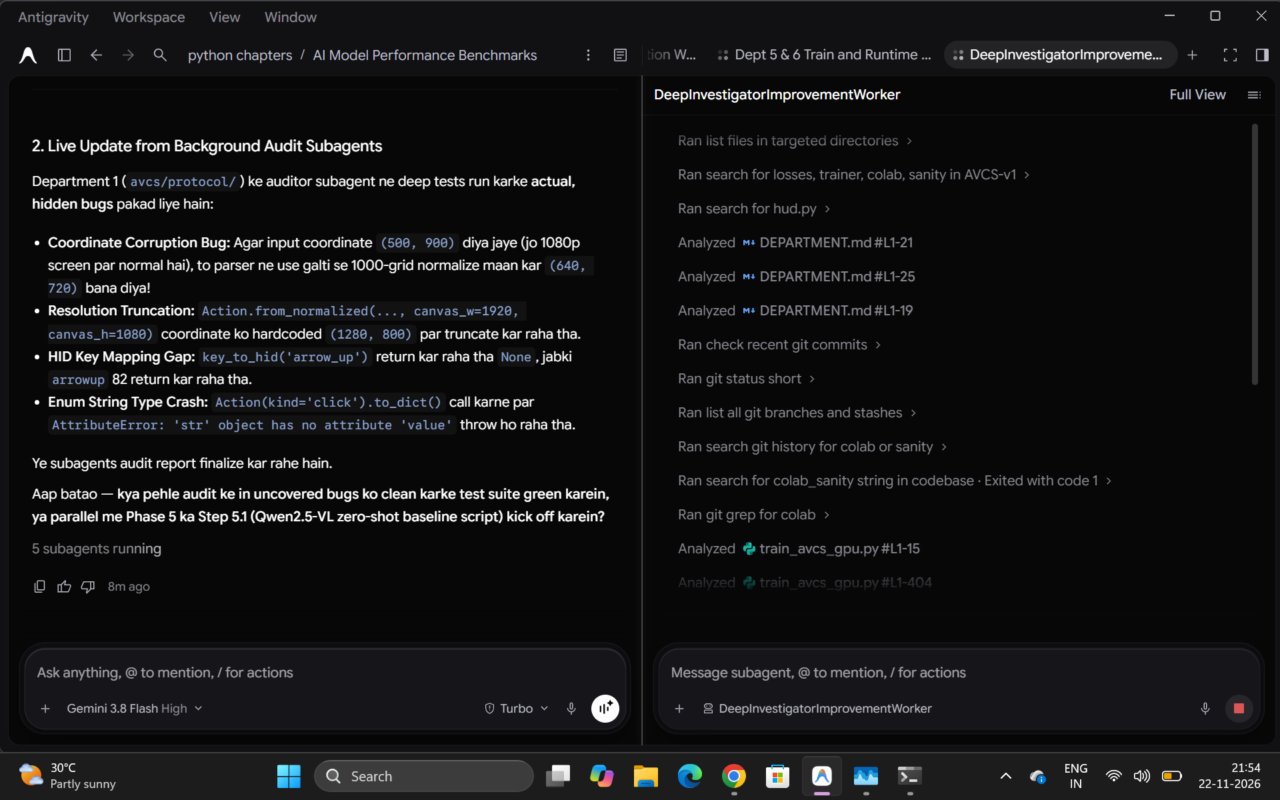 Antigravity Workspace View Window
python chapters / AI Model Performance Benchmarks
tion W...
Dept 5 & 6 Train and Runtime ...
DeepInvestigatorImproveme...
2. Live Update from Background Audit Subagents
Department 1 ( avcs/protocol/ ) ke auditor subagent ne deep tests run karke actual,
hidden bugs pakad liye hain:
• Coordinate Corruption Bug: Agar input coordinate (500, 900) diya jaye (jo 1080p
screen par normal hai), to parser ne use galti se 1000-grid normalize maan kar (640,
720) bana diya!
• Resolution Truncation: Action.from_normalized(..., canvas_w=1920,
canvas_h=1080) coordinate ko hardcoded (1280, 800) par truncate kar raha tha.
• HID Key Mapping Gap: key_to_hid('arrow_up') return kar raha tha None , jabki
arrowup 82 return kar raha tha.
• Enum String Type Crash: Action(kind='click').to_dict() call karne par
AttributeError: 'str' object has no attribute 'value' throw ho raha tha.
Ye subagents audit report finalize kar rahe hain.
Aap batao — kya pehle audit ke in uncovered bugs ko clean karke test suite green karein,
ya parallel me Phase 5 ka Step 5.1 (Qwen2.5-VL zero-shot baseline script) kick off karein?
5 subagents running
8m ago
Ask anything, @ to mention, / for actions
Gemini 3.8 Flash High
Turbo
DeepInvestigatorImprovementWorker
Full View
Ran list files in targeted directories
Ran search for losses, trainer, colab, sanity in AVCS-v1
Ran search for hud.py
Analyzed DEPARTMENT.md #L1-21
Analyzed DEPARTMENT.md #L1-25
Analyzed DEPARTMENT.md #L1-19
Ran check recent git commits
Ran git status short
Ran list all git branches and stashes
Ran search git history for colab or sanity
Ran search for colab_sanity string in codebase · Exited with code 1
Ran git grep for colab
Analyzed train_avcs_gpu.py #L1-15
Analyzed train_avcs_gpu.py #L1-404
Message subagent, @ to mention, / for actions
DeepInvestigatorImprovementWorker
30°C
Partly sunny
Search
ENG
IN
21:54
22-11-2026